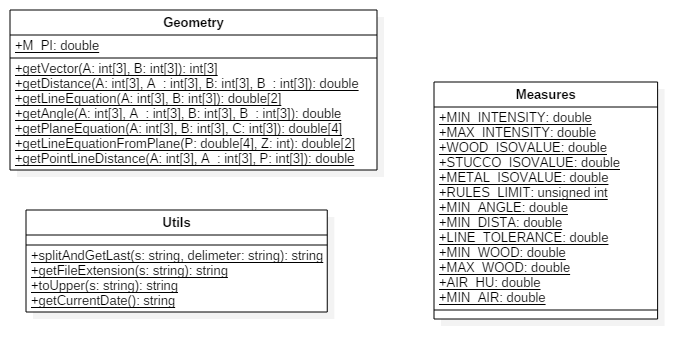 Geometry
+M_PI: double
+getVector(A: int[3], B: int[3]): int[3]
+getDistance(A: int[3], A_: int[3], B: int[3], B_: int[3]): double
+getLineEquation(A: int[3], B: int[3]): double[2]
+getAngle(A: int[3], A_: int[3], B: int[3], B_: int[3]): double
+getPlaneEquation(A: int[3], B: int[3], C: int[3]): double[4]
+getLineEquationFromPlane(P: double[4], Z: int): double[2]
+getPointLineDistance(A: int[3], A_: int[3], P: int[3]): double
Utils
+splitAndGetLast(s: string, delimeter: string): string
+getFileExtension(s: string): string
+toUpper(s: string): string
+getCurrentDate(): string
Measures
+MIN_INTENSITY: double
+MAX_INTENSITY: double
+WOOD_ISOVALUE: double
+STUCCO_ISOVALUE: double
+METAL_ISOVALUE: double
+RULES_LIMIT: unsigned int
+MIN_ANGLE: double
+MIN_DISTA: double
+LINE_TOLERANCE: double
+MIN_WOOD: double
+MAX_WOOD: double
+AIR_HU: double
+MIN_AIR: double